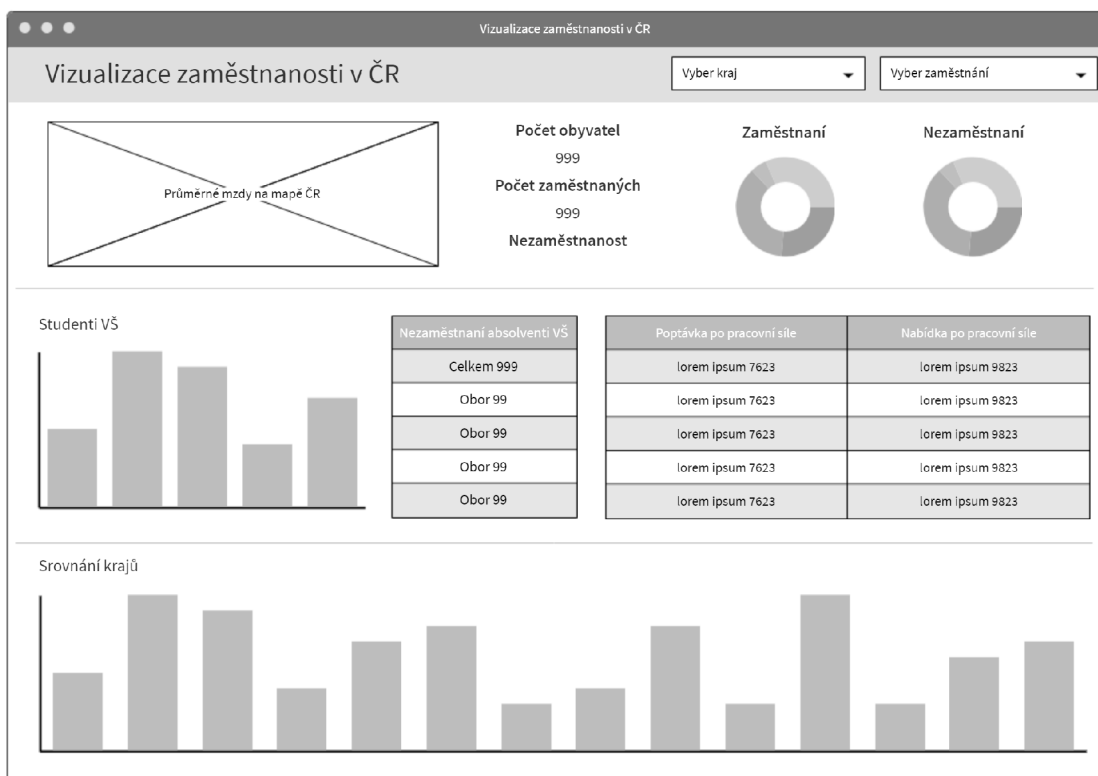 Vizualizace zaměstnanosti v ČR
Vizualizace zaměstnanosti v ČR
Vyber kraj
Vyber zaměstnání
Průměrné mzdy na mapě ČR
Počet obyvatel
999
Počet zaměstnaných
999
Nezaměstnanost
Zaměstnaní
Nezaměstnaní
Studenti VŠ
Nezaměstnaní absolventi VŠ
Celkem 999
Obor 99
Obor 99
Obor 99
Obor 99
Poptávka po pracovní síle Nabídka po pracovní síle
lorem ipsum 7623 lorem ipsum 9823
lorem ipsum 7623 lorem ipsum 9823
lorem ipsum 7623 lorem ipsum 9823
lorem ipsum 7623 lorem ipsum 9823
lorem ipsum 7623 lorem ipsum 9823
Srovnání krajů